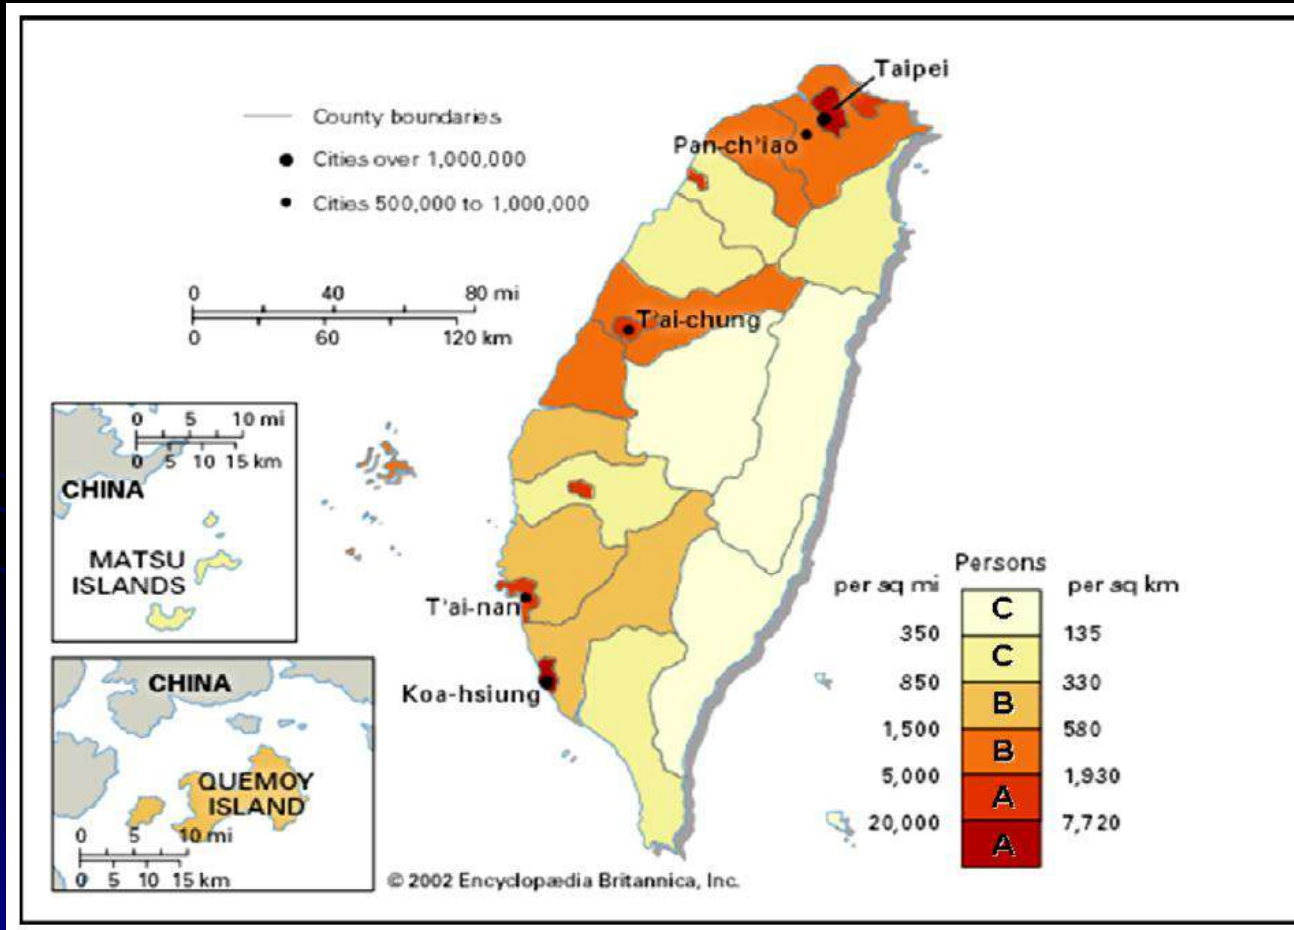 Taipei
County boundaries
Pan-ch'iao
Cities over 1,000,000
Cities 500,000 to 1,000,000
0 40 80 mi
0 60 120 km
T'ai-chung
0 5 10 mi
0 5 10 15 km
CHINA
MATSU
ISLANDS
T'ai-nan
Koa-hsiung
CHINA
QUEMOY
ISLAND
0 5 10 mi
0 5 10 15 km
Persons
per sq mi per sq km
C
350 135
C
850 330
B
1,500 580
B
5,000 1,930
A
20,000 7,720
A
© 2002 Encyclopædia Britannica, Inc.